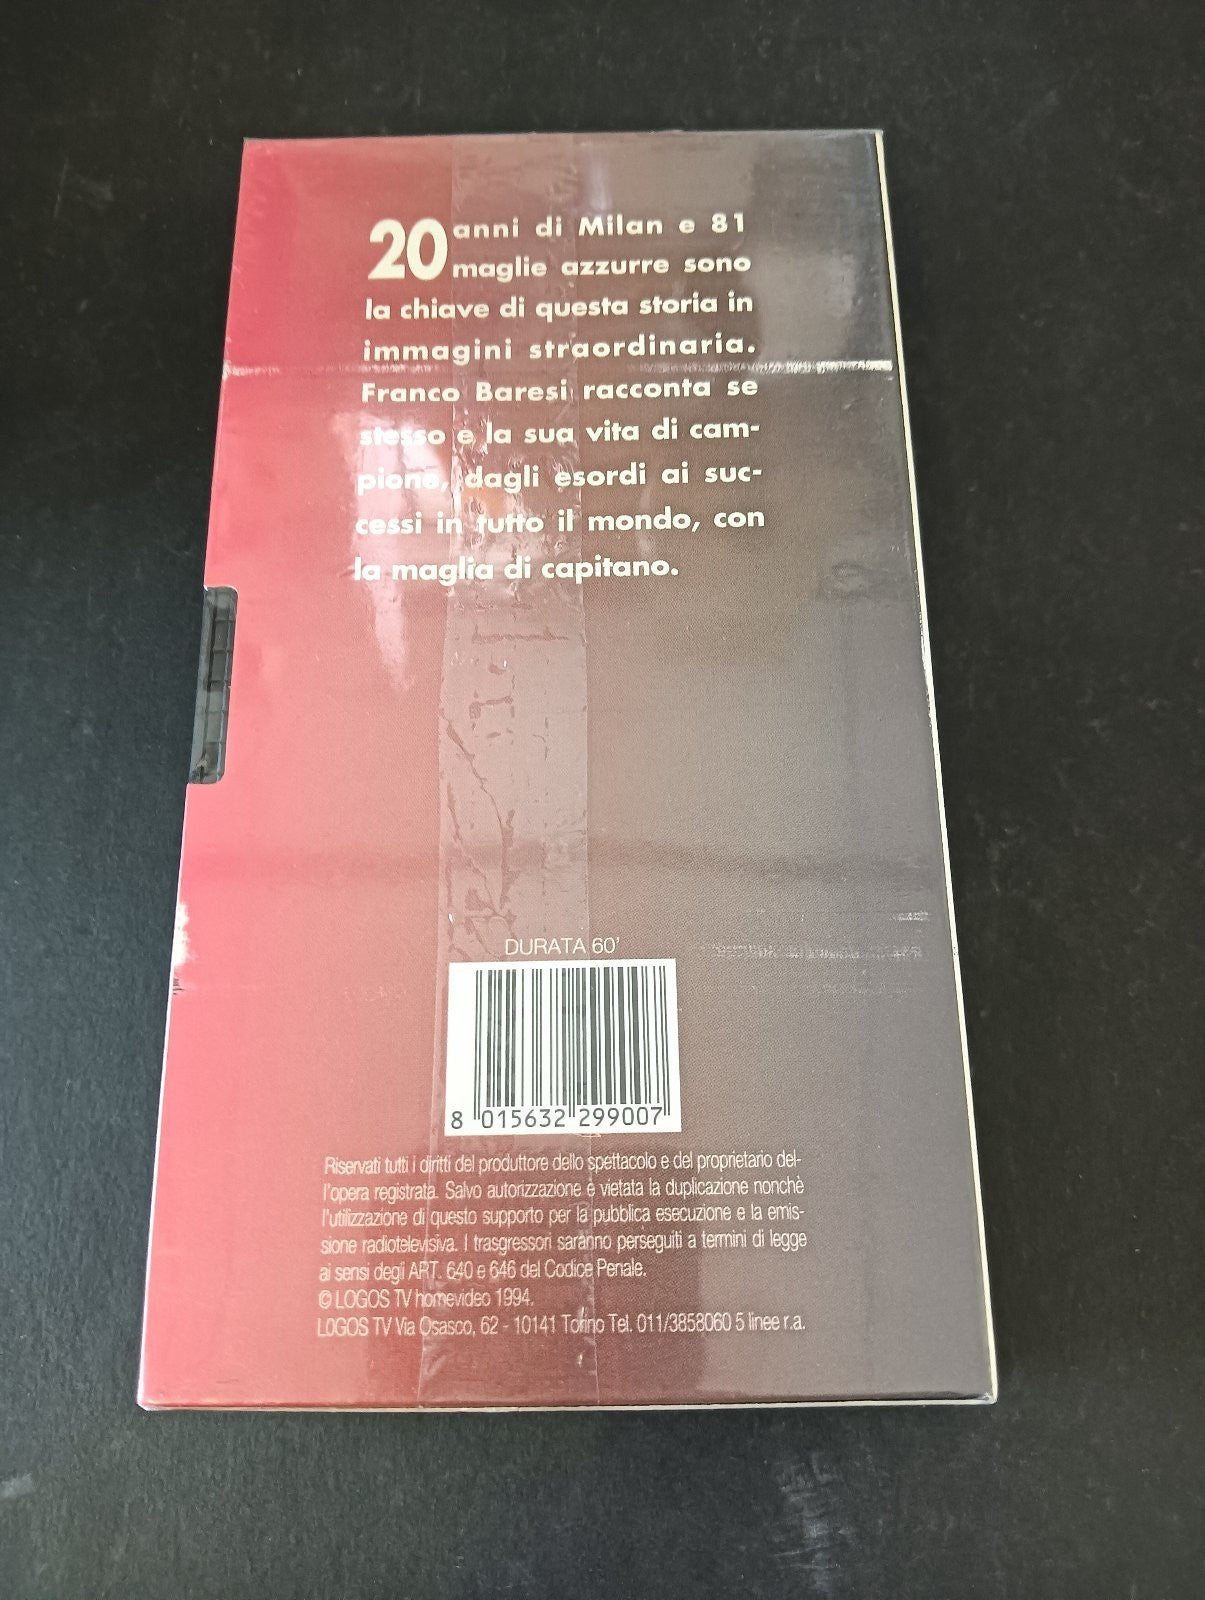 20 anni di Milan e 81
maglie azzurre sono
la chiave di questa storia in
immagini straordinaria.
Franco Baresi racconta se
stesso e la sua vita di cam-
pione, dagli esordi ai suc-
cessi in tutto il mondo, con
la maglia di capitano.
DURATA 60'
8 015632 299007
Riservati tutti i diritti del produttore dello spettacolo e del proprietario del-
l'opera registrata. Salvo autorizzazione è vietata la duplicazione nonchè
l'utilizzazione di questo supporto per la pubblica esecuzione e la emis-
sione radiotelevisiva. I trasgressori saranno perseguiti a termini di legge
ai sensi degli ART. 640 e 646 del Codice Penale.
© LOGOS TV homevideo 1994.
LOGOS TV Via Osasco, 62 - 10141 Torino Tel. 011/3858060 5 linee r.a.